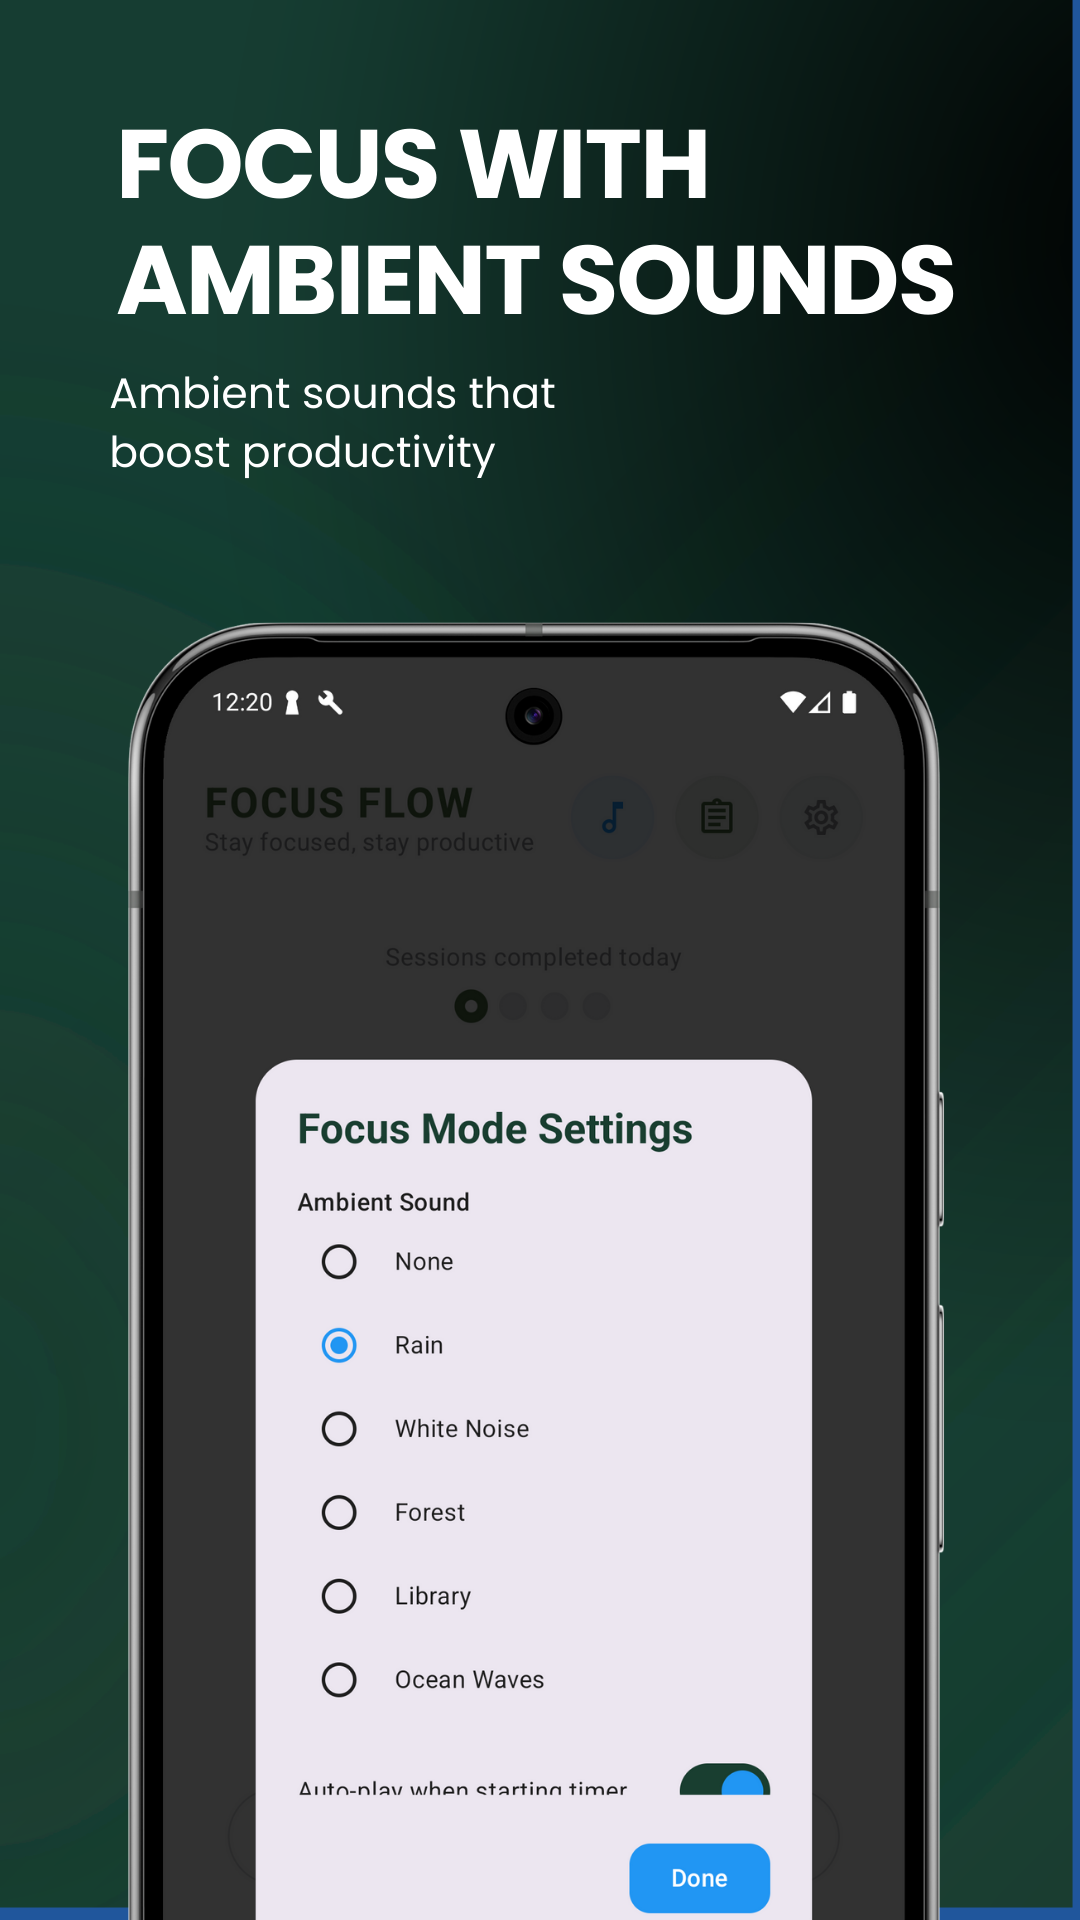 FOCUS WITH
AMBIENT SOUNDS
Ambient sounds that
boost productivity
12:20
FOCUS FLOW
Stay focused, stay productive
Sessions completed today
Focus Mode Settings
Ambient Sound
None
Rain
White Noise
Forest
Library
Ocean Waves
Auto-play when starting timer
Done